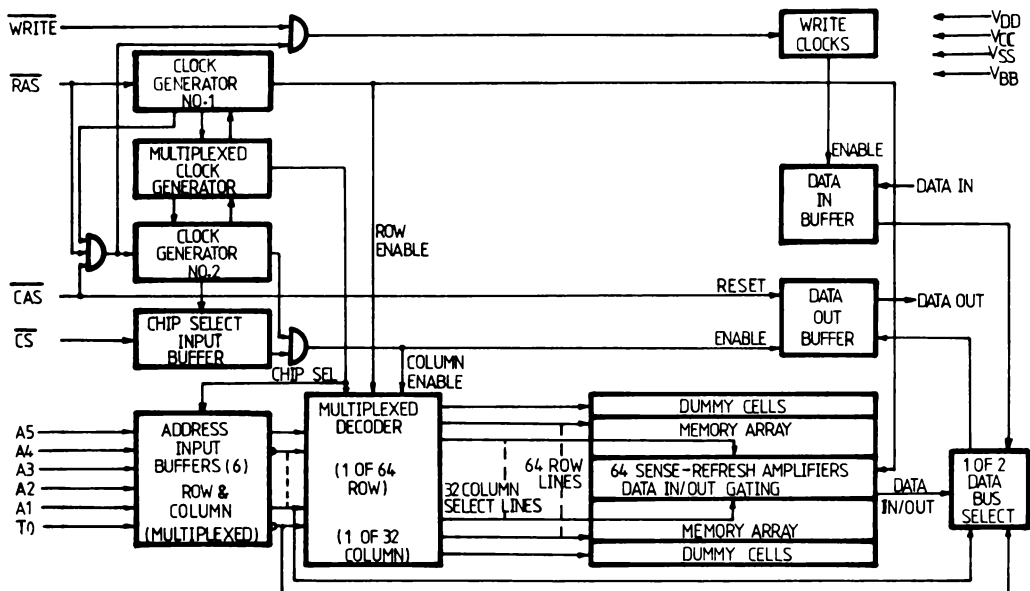 WRITE
RAS
CAS
CS
A5
A4
A3
A2
A1
T0
CLOCK
GENERATOR
NO.1
MULTIPLEXED
CLOCK
GENERATOR
CLOCK
GENERATOR
NO.2
CHIP SELECT
INPUT
BUFFER
CHIP SEL
ADDRESS
INPUT
BUFFERS (6)
ROW &
COLUMN
(MULTIPLEXED)
ROW
ENABLE
COLUMN
ENABLE
MULTIPLEXED
DECODER
(1 OF 64
ROW)
(1 OF 32
COLUMN)
32 COLUMN
SELECT LINES
64 ROW
LINES
WRITE
CLOCKS
ENABLE
DATA
IN
BUFFER
DATA IN
RESET
ENABLE
DATA
OUT
BUFFER
DATA OUT
DUMMY CELLS
MEMORY ARRAY
64 SENSE-REFRESH AMPLIFIERS
DATA IN/OUT GATING
MEMORY ARRAY
DUMMY CELLS
DATA
IN/OUT
1 OF 2
DATA
BUS
SELECT
VDD
VCC
VSS
VBB